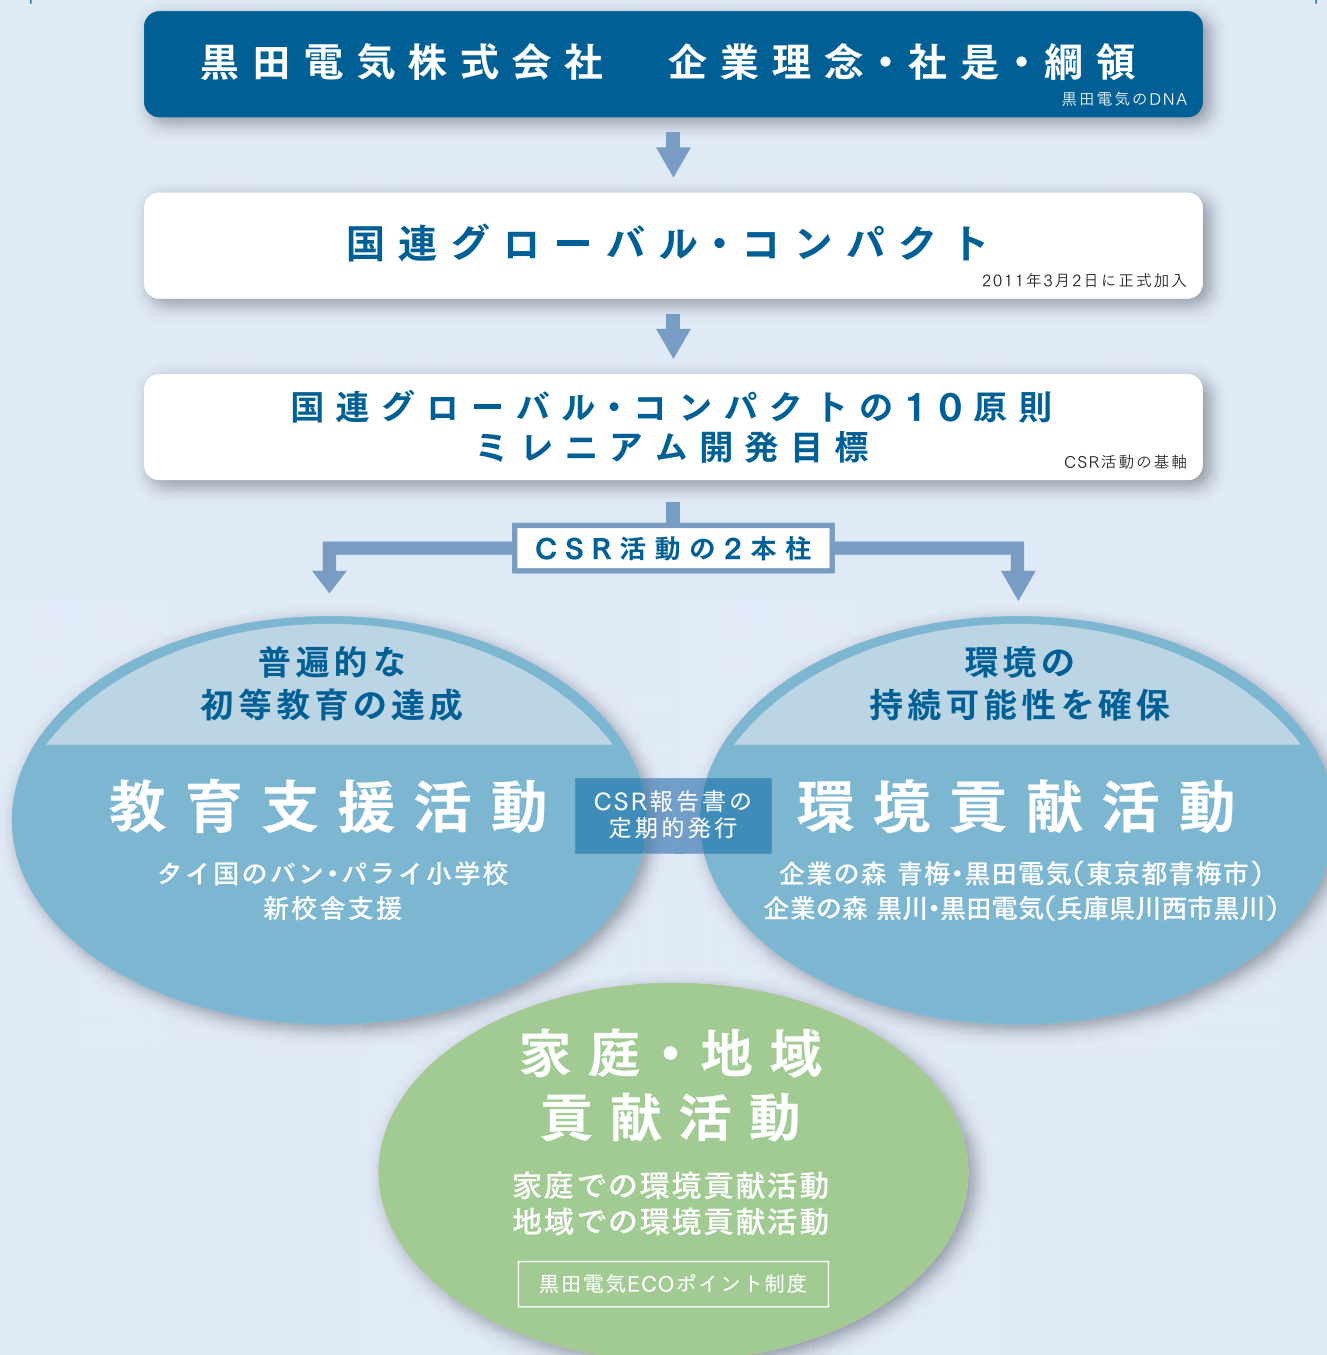 黒田電気株式会社　企業理念・社是・綱領
黒田電気のDNA
国連グローバル・コンパクト
2011年3月2日に正式加入
国連グローバル・コンパクトの10原則
ミレニアム開発目標
CSR活動の基軸
CSR活動の2本柱
普遍的な
初等教育の達成
教育支援活動
タイ国のバン・パライ小学校
新校舎支援
CSR報告書の
定期的発行
環境の
持続可能性を確保
環境貢献活動
企業の森 青梅・黒田電気(東京都青梅市)
企業の森 黒川・黒田電気(兵庫県川西市黒川)
家庭・地域
貢献活動
家庭での環境貢献活動
地域での環境貢献活動
黒田電気ECOポイント制度